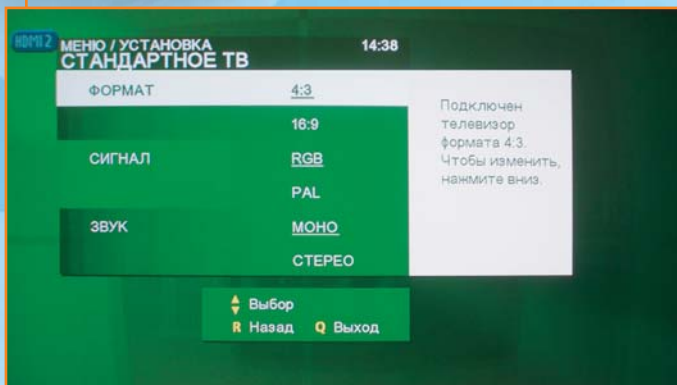 HDMI 2
МЕНЮ / УСТАНОВКА 14:38
СТАНДАРТНОЕ ТВ
ФОРМАТ 4:3
16:9
СИГНАЛ RGB
PAL
ЗВУК МОНО
СТЕРЕО
Подключен
телевизор
формата 4:3.
Чтобы изменить,
нажмите вниз.
Выбор
R Назад Q Выход